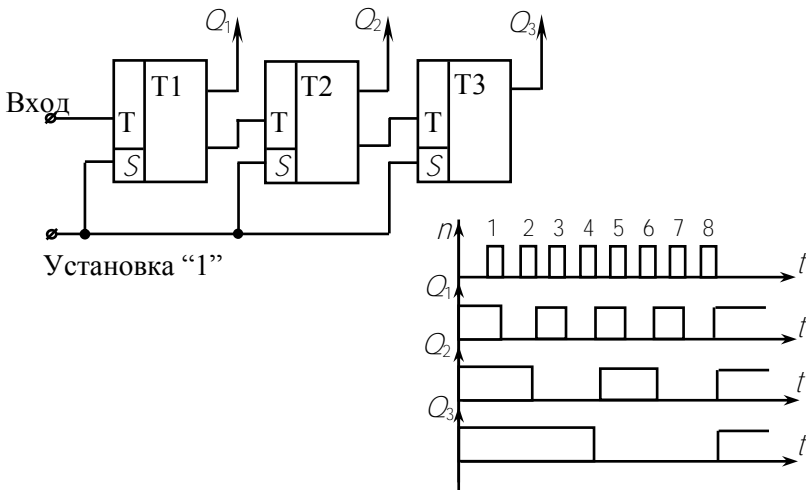 Q1 Q2 Q3
T1 T2 T3
Вход
T T T
S S S
Установка “1”
n 1 2 3 4 5 6 7 8
t
Q1
t
Q2
t
Q3
t